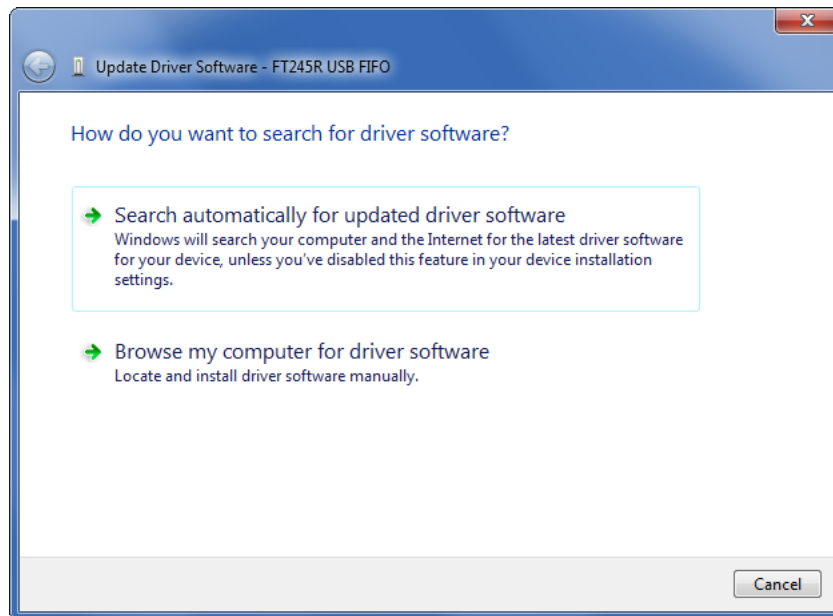 Update Driver Software - FT245R USB FIFO
How do you want to search for driver software?
Search automatically for updated driver software
Windows will search your computer and the Internet for the latest driver software
for your device, unless you've disabled this feature in your device installation
settings.
Browse my computer for driver software
Locate and install driver software manually.
Cancel